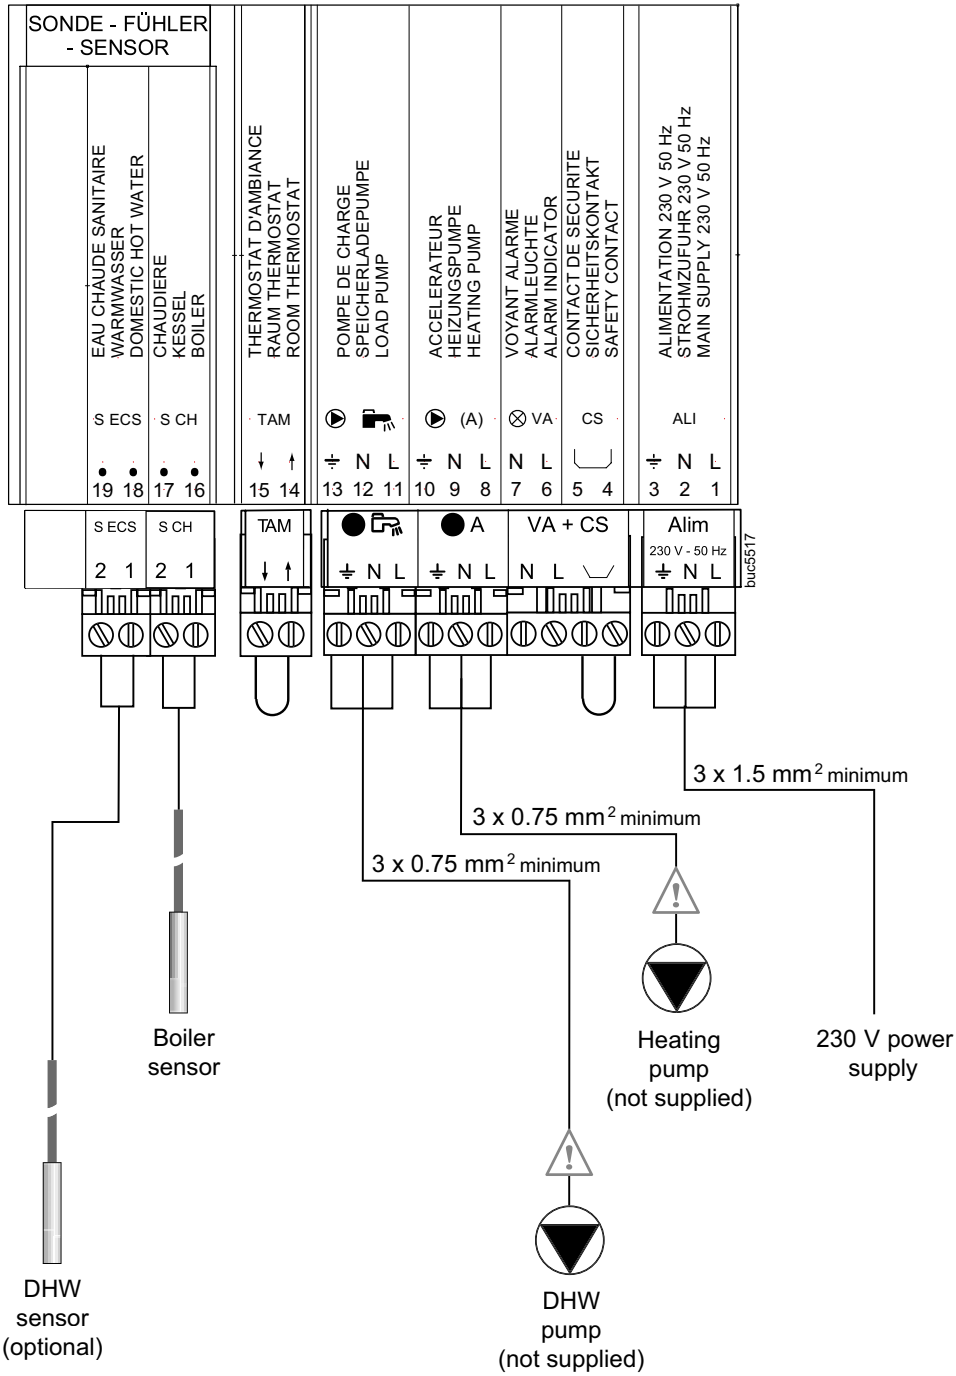 SONDE - FÜHLER
- SENSOR
EAU CHAUDE SANITAIRE
WARMWASSER
DOMESTIC HOT WATER
CHAUDIERE
KESSEL
BOILER
THERMOSTAT D'AMBIANCE
RAUM THERMOSTAT
ROOM THERMOSTAT
POMPE DE CHARGE
SPEICHERLADEPUMPE
LOAD PUMP
ACCELERATEUR
HEIZUNGSPUMPE
HEATING PUMP
VOYANT ALARME
ALARMLEUCHTE
ALARM INDICATOR
CONTACT DE SECURITE
SICHERHEITSKONTAKT
SAFETY CONTACT
ALIMENTATION 230 V 50 Hz
STROHMZUFUHR 230 V 50 Hz
MAIN SUPPLY 230 V 50 Hz
S ECS S CH TAM (A) VA CS ALI
N L N L N L N L
19 18 17 16 15 14 13 12 11 10 9 8 7 6 5 4 3 2 1
S ECS S CH TAM A VA + CS Alim
230 V - 50 Hz
2 1 2 1 N L N L N L N L
buc5517
3 x 1.5 mm² minimum
3 x 0.75 mm² minimum
3 x 0.75 mm² minimum
Boiler
sensor
Heating
pump
(not supplied)
230 V power
supply
DHW
sensor
(optional)
DHW
pump
(not supplied)